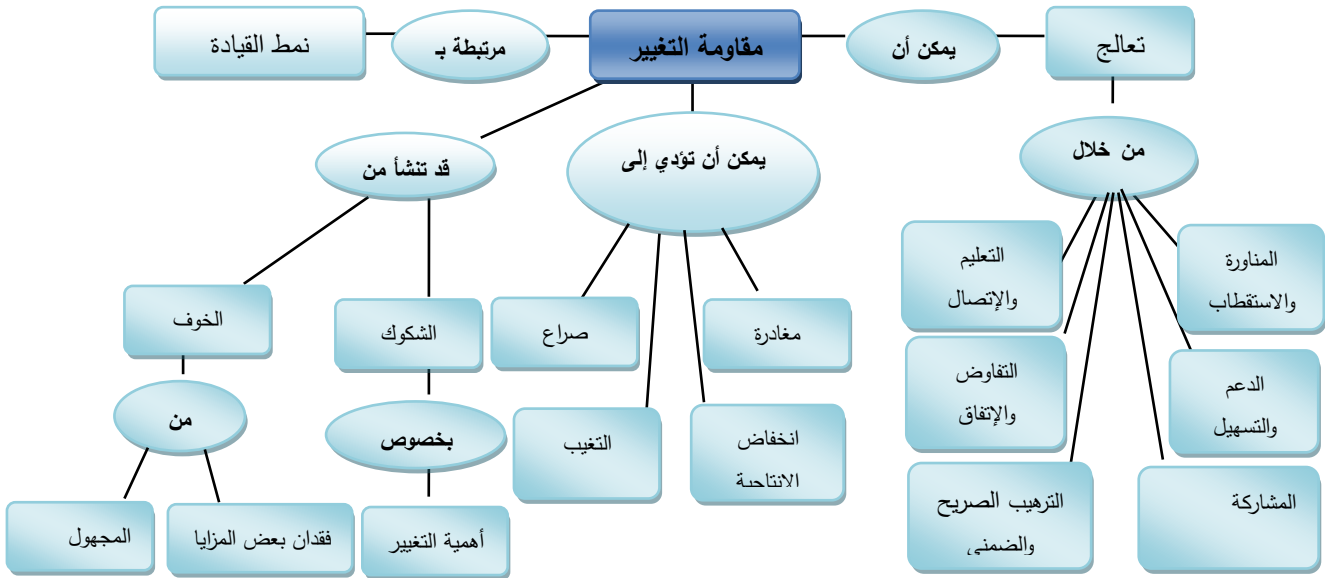 تعالج
يمكن أن
مقاومة التغيير
مرتبطة بـ
نمط القيادة
من خلال
يمكن أن تؤدي إلى
قد تنشأ من
المناورة
والاستقطاب
التعليم
والإتصال
الدعم
والتسهيل
التفاوض
والإتفاق
المشاركة
الترهيب الصريح
والضمني
مغادرة
صراع
انخفاض
الانتاجية
التغيب
الشكوك
بخصوص
أهمية التغيير
الخوف
من
فقدان بعض المزايا
المجهول